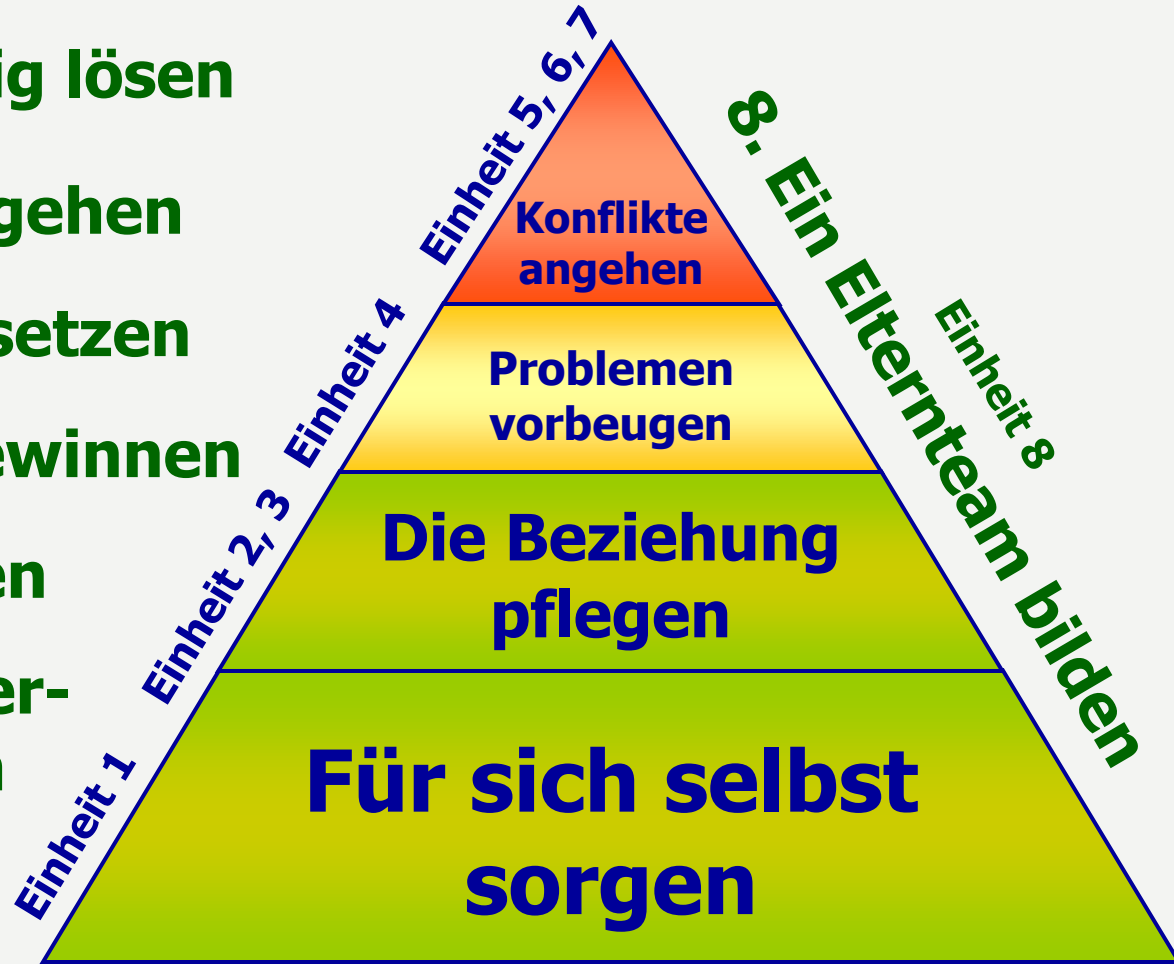 ig lösen
gehen
setzen
ewinnen
en
er-
n
Einheit 5, 6, 7
Konflikte
angehen
Einheit 4
Problemen
vorbeugen
Einheit 2, 3
Die Beziehung
pflegen
Einheit 1
Für sich selbst
sorgen
8. Ein Elternteam bilden
Einheit 8